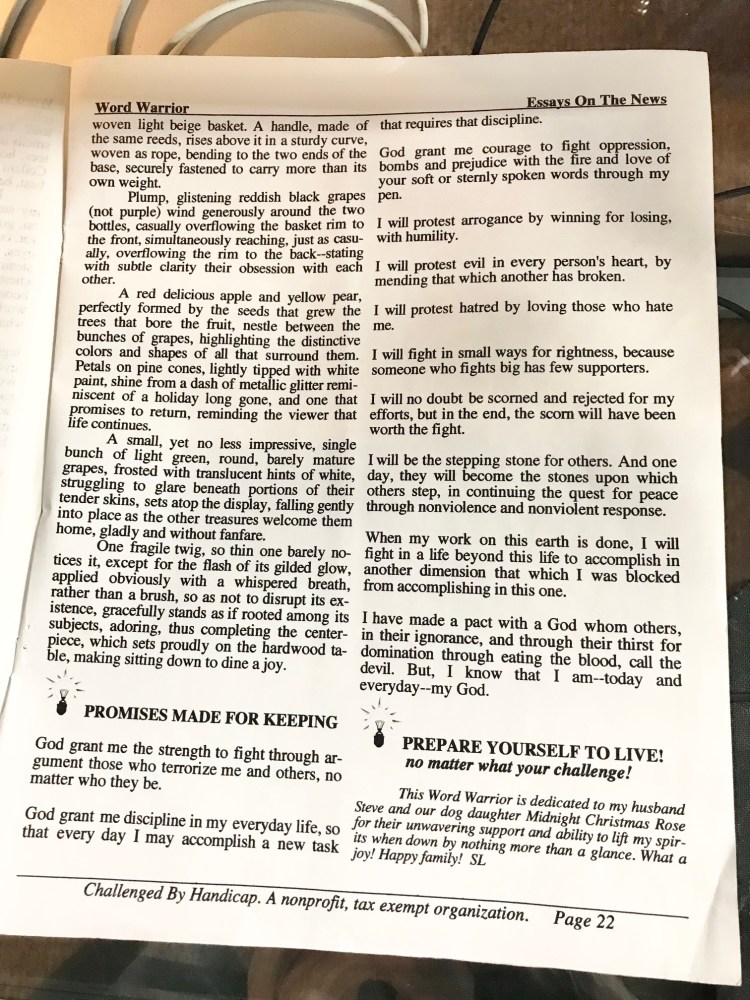 Word Warrior
Essays On The News
woven light beige basket. A handle, made of
the same reeds, rises above it in a sturdy curve,
woven as rope, bending to the two ends of the
base, securely fastened to carry more than its
own weight.
Plump, glistening reddish black grapes
(not purple) wind generously around the two
bottles, casually overflowing the basket rim to
the front, simultaneously reaching, just as casu-
ally, overflowing the rim to the back--stating
with subtle clarity their obsession with each
other.
A red delicious apple and yellow pear,
perfectly formed by the seeds that grew the
trees that bore the fruit, nestle between the
bunches of grapes, highlighting the distinctive
colors and shapes of all that surround them.
Petals on pine cones, lightly tipped with white
paint, shine from a dash of metallic glitter remi-
niscent of a holiday long gone, and one that
promises to return, reminding the viewer that
life continues.
A small, yet no less impressive, single
bunch of light green, round, barely mature
grapes, frosted with translucent hints of white,
struggling to glare beneath portions of their
tender skins, sets atop the display, falling gently
into place as the other treasures welcome them
home, gladly and without fanfare.
One fragile twig, so thin one barely no-
tices it, except for the flash of its gilded glow,
applied obviously with a whispered breath,
rather than a brush, so as not to disrupt its ex-
istence, gracefully stands as if rooted among its
subjects, adoring, thus completing the center-
piece, which sets proudly on the hardwood ta-
ble, making sitting down to dine a joy.
PROMISES MADE FOR KEEPING
God grant me the strength to fight through ar-
gument those who terrorize me and others, no
matter who they be.
God grant me discipline in my everyday life, so
that every day I may accomplish a new task
that requires that discipline.
God grant me courage to fight oppression,
bombs and prejudice with the fire and love of
your soft or sternly spoken words through my
pen.
I will protest arrogance by winning for losing,
with humility.
I will protest evil in every person's heart, by
mending that which another has broken.
I will protest hatred by loving those who hate
me.
I will fight in small ways for rightness, because
someone who fights big has few supporters.
I will no doubt be scorned and rejected for my
efforts, but in the end, the scorn will have been
worth the fight.
I will be the stepping stone for others. And one
day, they will become the stones upon which
others step, in continuing the quest for peace
through nonviolence and nonviolent response.
When my work on this earth is done, I will
fight in a life beyond this life to accomplish in
another dimension that which I was blocked
from accomplishing in this one.
I have made a pact with a God whom others,
in their ignorance, and through their thirst for
domination through eating the blood, call the
devil. But, I know that I am--today and
everyday--my God.
PREPARE YOURSELF TO LIVE!
no matter what your challenge!
This Word Warrior is dedicated to my husband
Steve and our dog daughter Midnight Christmas Rose
for their unwavering support and ability to lift my spir-
its when down by nothing more than a glance. What a
joy! Happy family! SL
Challenged By Handicap. A nonprofit, tax exempt organization. Page 22